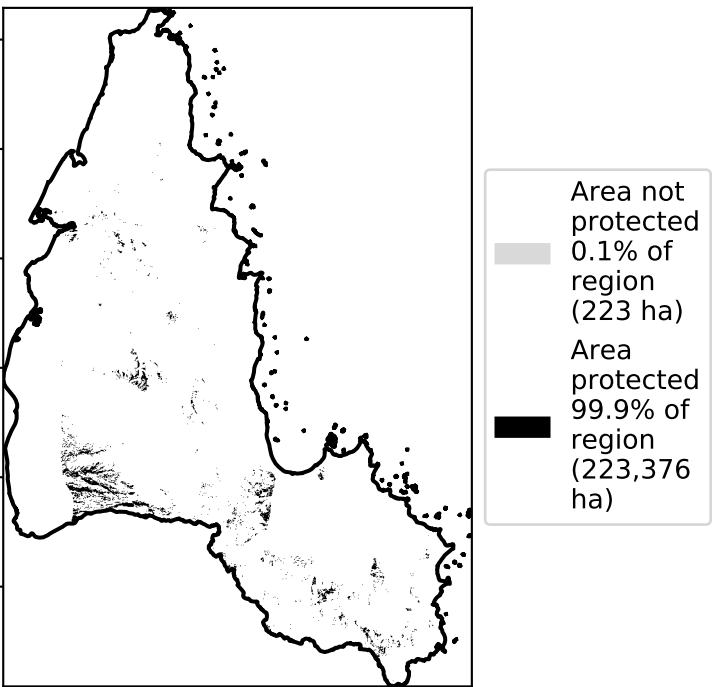 Area not
protected
0.1% of
region
(223 ha)
Area
protected
99.9% of
region
(223,376
ha)